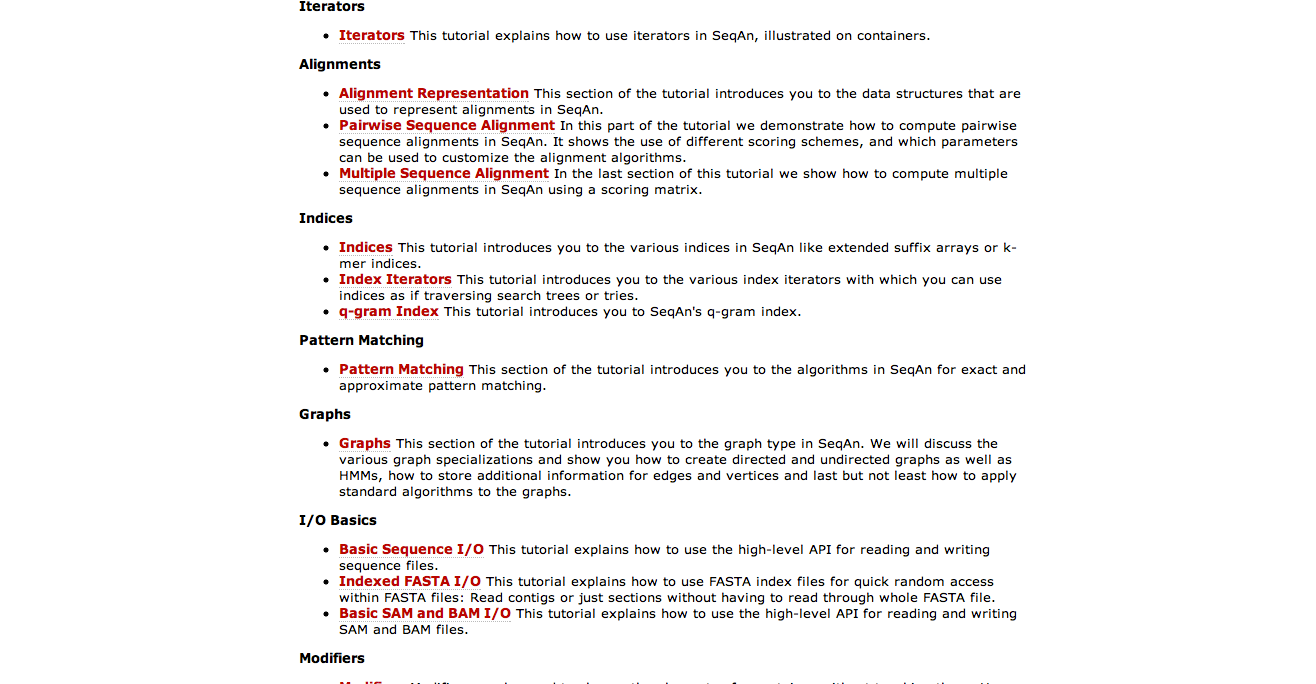 Iterators
Iterators This tutorial explains how to use iterators in SeqAn, illustrated on containers.
Alignments
Alignment Representation This section of the tutorial introduces you to the data structures that are
used to represent alignments in SeqAn.
Pairwise Sequence Alignment In this part of the tutorial we demonstrate how to compute pairwise
sequence alignments in SeqAn. It shows the use of different scoring schemes, and which parameters
can be used to customize the alignment algorithms.
Multiple Sequence Alignment In the last section of this tutorial we show how to compute multiple
sequence alignments in SeqAn using a scoring matrix.
Indices
Indices This tutorial introduces you to the various indices in SeqAn like extended suffix arrays or k-
mer indices.
Index Iterators This tutorial introduces you to the various index iterators with which you can use
indices as if traversing search trees or tries.
q-gram Index This tutorial introduces you to SeqAn's q-gram index.
Pattern Matching
Pattern Matching This section of the tutorial introduces you to the algorithms in SeqAn for exact and
approximate pattern matching.
Graphs
Graphs This section of the tutorial introduces you to the graph type in SeqAn. We will discuss the
various graph specializations and show you how to create directed and undirected graphs as well as
HMMs, how to store additional information for edges and vertices and last but not least how to apply
standard algorithms to the graphs.
I/O Basics
Basic Sequence I/O This tutorial explains how to use the high-level API for reading and writing
sequence files.
Indexed FASTA I/O This tutorial explains how to use FASTA index files for quick random access
within FASTA files: Read contigs or just sections without having to read through whole FASTA file.
Basic SAM and BAM I/O This tutorial explains how to use the high-level API for reading and writing
SAM and BAM files.
Modifiers